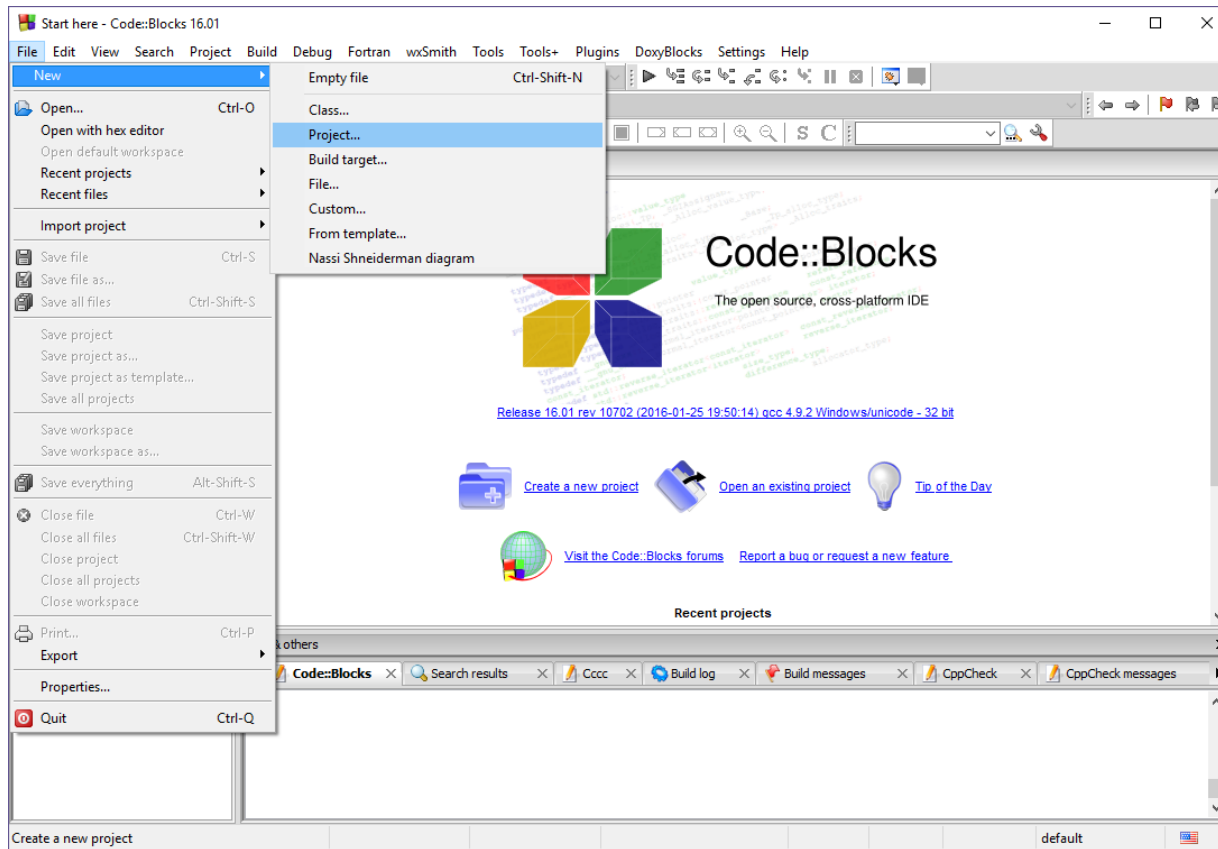 Start here - Code::Blocks 16.01
File Edit View Search Project Build Debug Fortran wxSmith Tools Tools+ Plugins DoxyBlocks Settings Help
New
Open... Ctrl-O
Open with hex editor
Open default workspace
Recent projects
Recent files
Import project
Save file Ctrl-S
Save file as...
Save all files Ctrl-Shift-S
Save project
Save project as...
Save project as template...
Save all projects
Save workspace
Save workspace as...
Save everything Alt-Shift-S
Close file Ctrl-W
Close all files Ctrl-Shift-W
Close project
Close all projects
Close workspace
Print... Ctrl-P
Export
Properties...
Quit Ctrl-Q
Empty file Ctrl-Shift-N
Class...
Project...
Build target...
File...
Custom...
From template...
Nassi Shneiderman diagram
S C
Code::Blocks
The open source, cross-platform IDE
Release 16.01 rev 10702 (2016-01-25 19:50:14) gcc 4.9.2 Windows/unicode - 32 bit
Create a new project Open an existing project Tip of the Day
Visit the Code::Blocks forums Report a bug or request a new feature
Recent projects
& others
Code::Blocks Search results Cccc Build log Build messages CppCheck CppCheck messages
Create a new project default